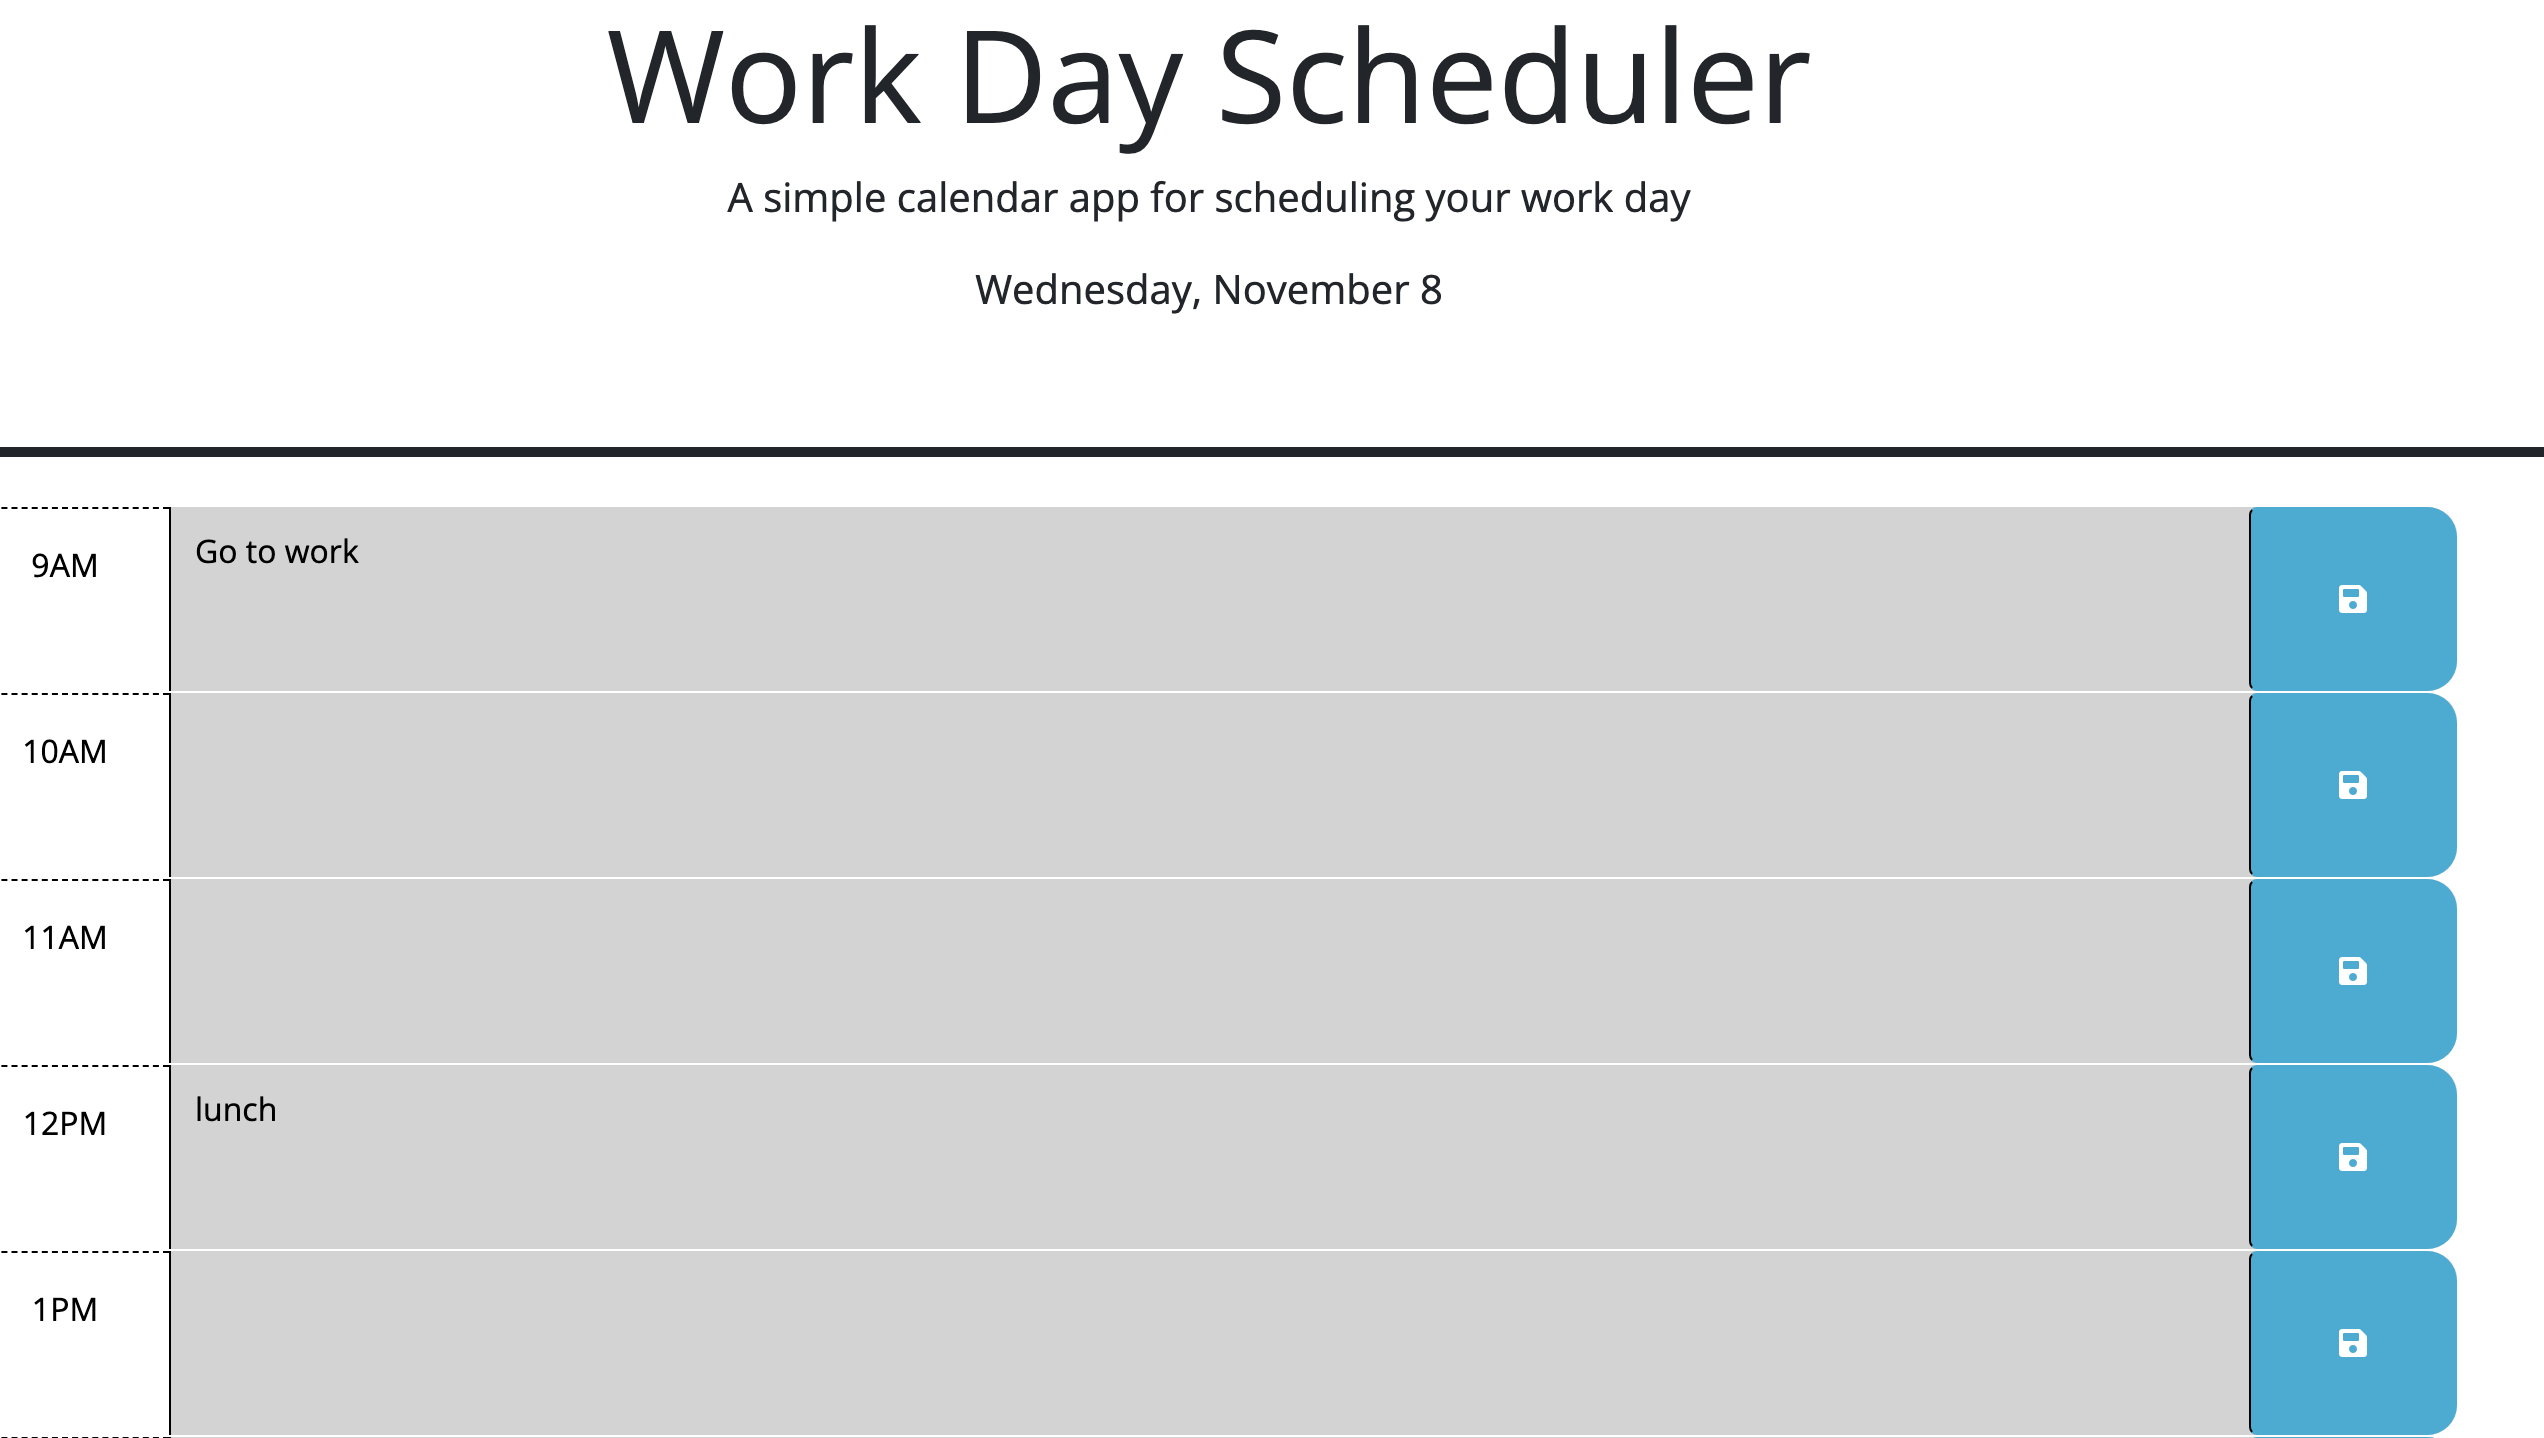 Work Day Scheduler
A simple calendar app for scheduling your work day
Wednesday, November 8
9AM
Go to work
10AM
11AM
12PM
lunch
1PM